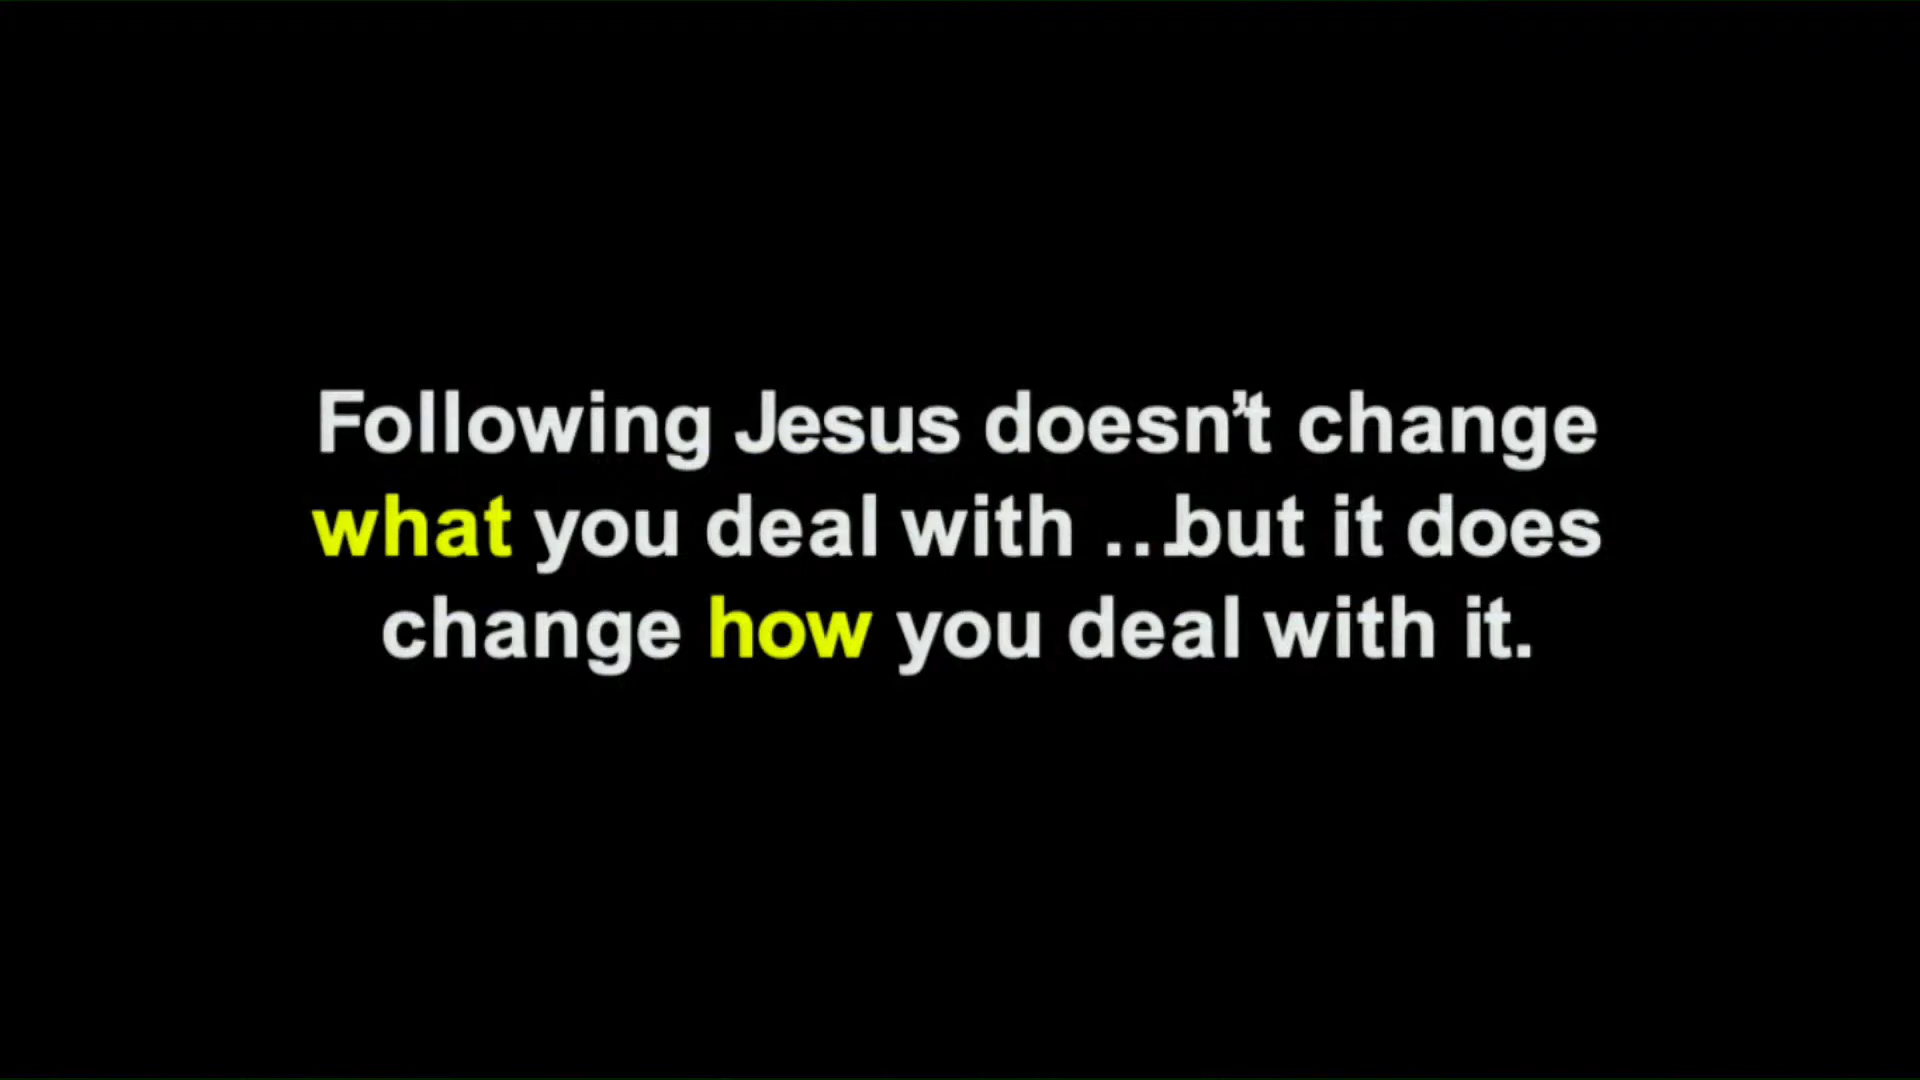 Following Jesus doesn't change
what you deal with …but it does
change how you deal with it.